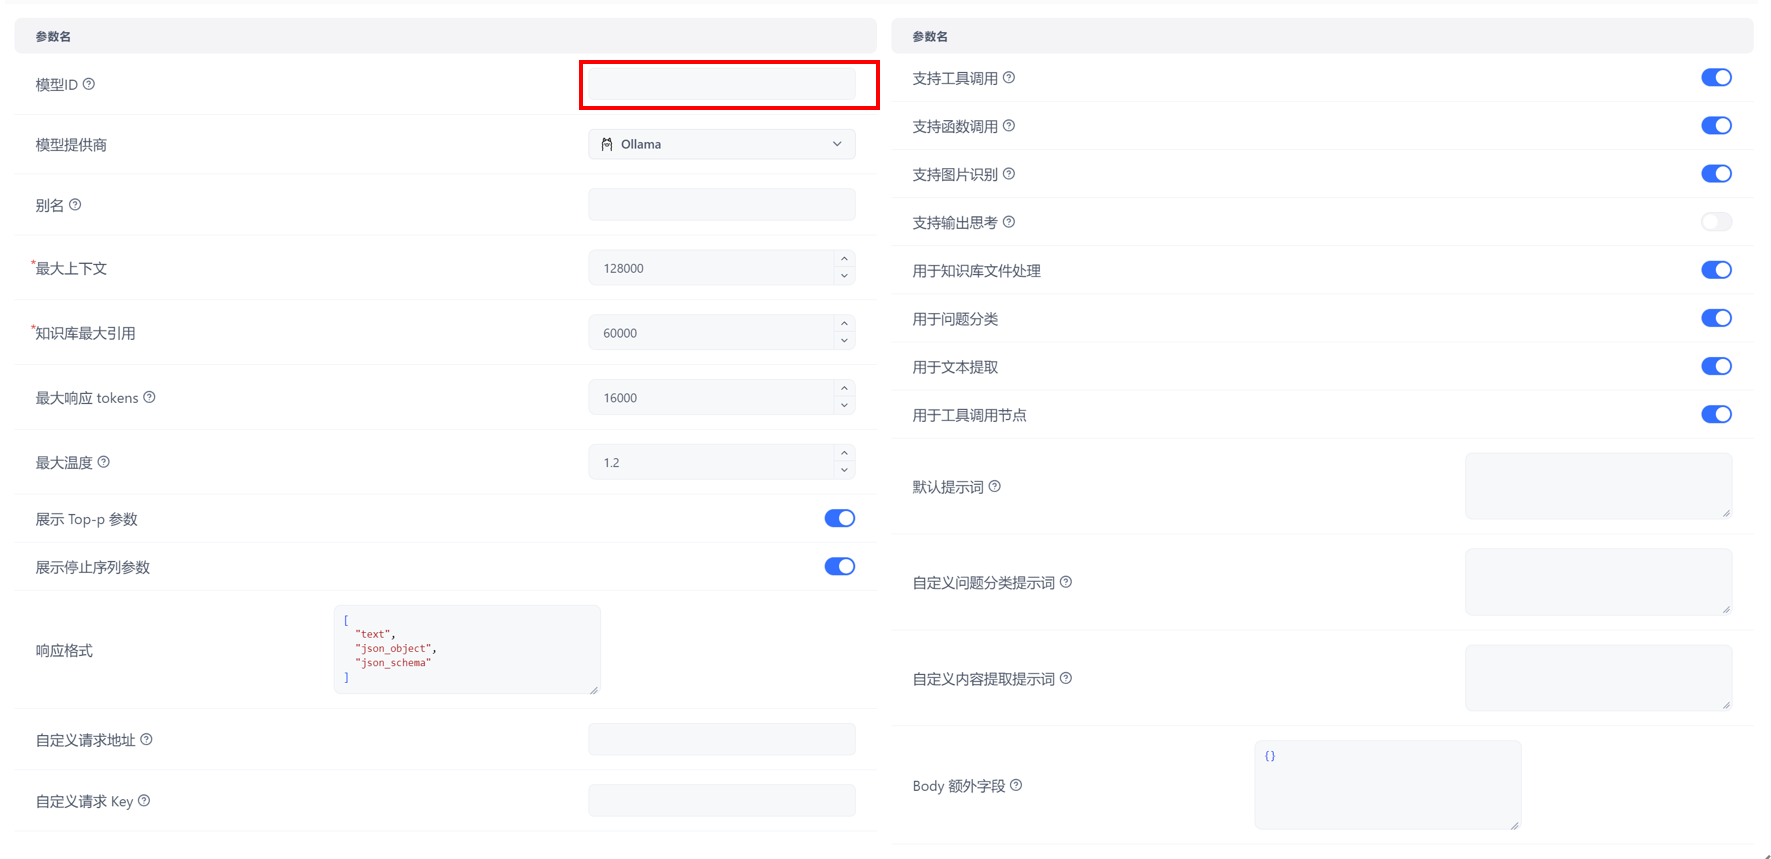 参数名
模型ID
模型提供商
Ollama
别名
*最大上下文
128000
*知识库最大引用
60000
最大响应 tokens
16000
最大温度
1.2
展示 Top-p 参数
展示停止序列参数
响应格式
[
"text",
"json_object",
"json_schema"
]
自定义请求地址
自定义请求 Key
参数名
支持工具调用
支持函数调用
支持图片识别
支持输出思考
用于知识库文件处理
用于问题分类
用于文本提取
用于工具调用节点
默认提示词
自定义问题分类提示词
自定义内容提取提示词
Body 额外字段
{}